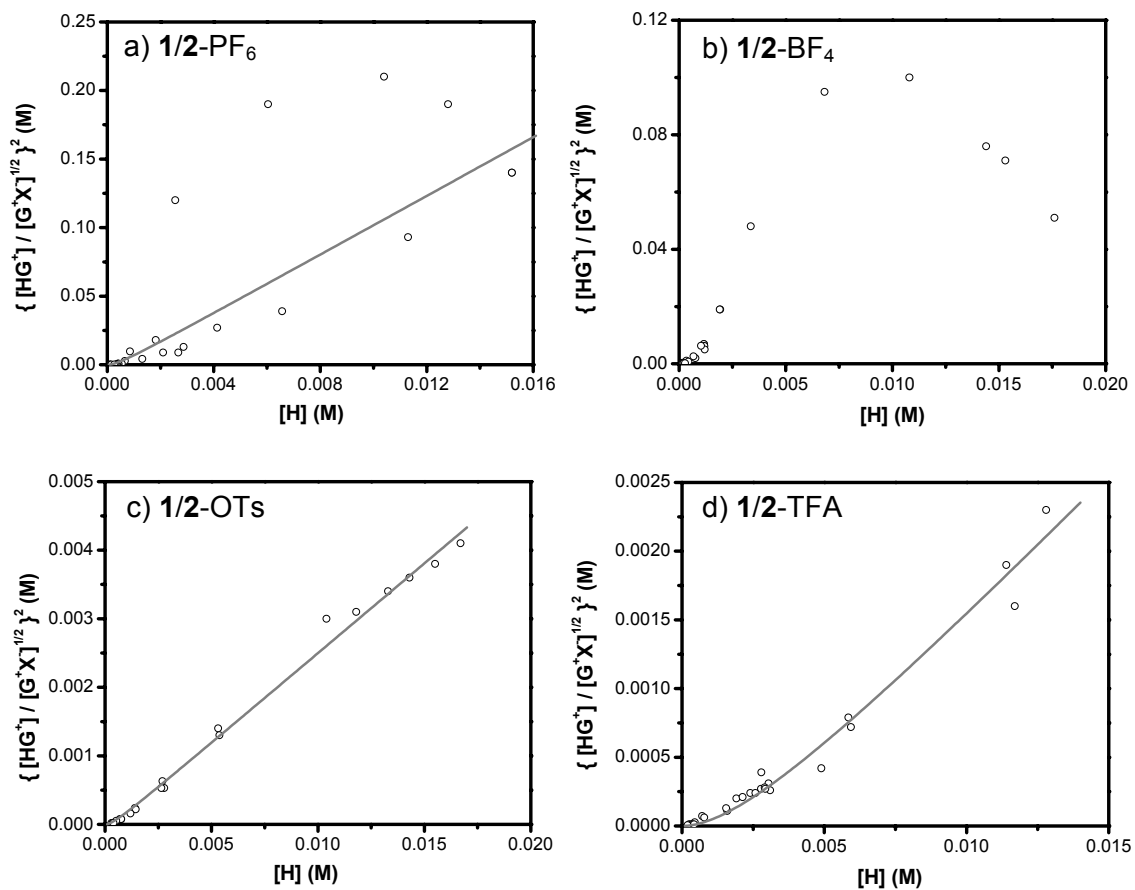 a) 1/2-PF₆
{ [HG⁺] / [G⁺X]^1/2 }² (M)
0.25
0.20
0.15
0.10
0.05
0.00
0.000 0.004 0.008 0.012 0.016
[H] (M)
b) 1/2-BF₄
{ [HG⁺] / [G⁺X]^1/2 }² (M)
0.12
0.08
0.04
0.00
0.000 0.005 0.010 0.015 0.020
[H] (M)
c) 1/2-OTs
{ [HG⁺] / [G⁺X]^1/2 }² (M)
0.005
0.004
0.003
0.002
0.001
0.000
0.000 0.005 0.010 0.015 0.020
[H] (M)
d) 1/2-TFA
{ [HG⁺] / [G⁺X]^1/2 }² (M)
0.0025
0.0020
0.0015
0.0010
0.0005
0.0000
0.000 0.005 0.010 0.015
[H] (M)